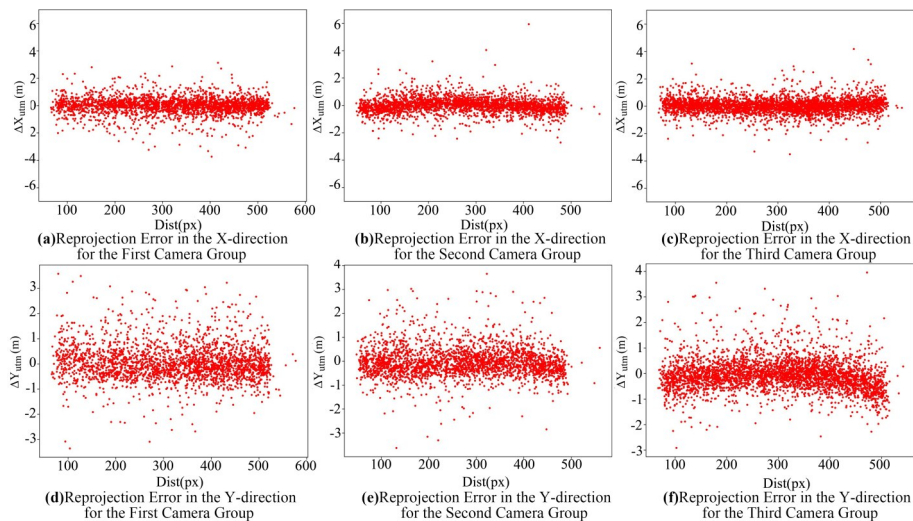 6
4
2
0
2
-4
-6
ΔX_utm (m)
100 200 300 400 500 600
Dist(px)
(a)Reprojection Error in the X-direction
for the First Camera Group
6
4
2
0
2
-4
-6
ΔX_utm (m)
100 200 300 400 500
Dist(px)
(b)Reprojection Error in the X-direction
for the Second Camera Group
6
4
2
0
2
-4
-6
ΔX_utm (m)
100 200 300 400 500
Dist(px)
(c)Reprojection Error in the X-direction
for the Third Camera Group
3
2
1
0
-1
-2
-3
ΔY_utm (m)
100 200 300 400 500 600
Dist(px)
(d)Reprojection Error in the Y-direction
for the First Camera Group
4
3
2
1
0
-1
-2
-3
ΔY_utm (m)
100 200 300 400 500
Dist(px)
(e)Reprojection Error in the Y-direction
for the Second Camera Group
4
3
2
1
0
-1
-2
-3
ΔY_utm (m)
100 200 300 400 500
Dist(px)
(f)Reprojection Error in the Y-direction
for the Third Camera Group